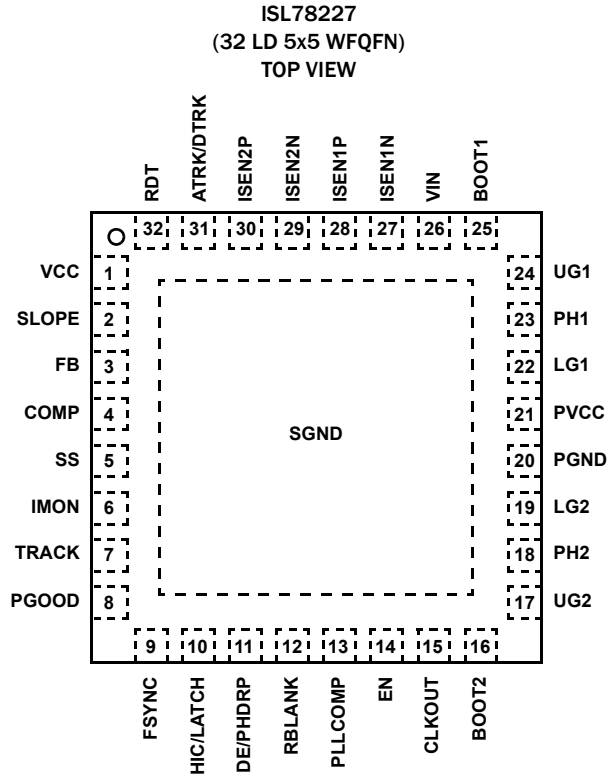 ISL78227
(32 LD 5x5 WFQFN)
TOP VIEW
RDT
ATRK/DTRK
ISEN2P
ISEN2N
ISEN1P
ISEN1N
VIN
BOOT1
32 31 30 29 28 27 26 25
VCC 1 24 UG1
SLOPE 2 23 PH1
FB 3 22 LG1
COMP 4 SGND 21 PVCC
SS 5 20 PGND
IMON 6 19 LG2
TRACK 7 18 PH2
PGOOD 8 17 UG2
9 10 11 12 13 14 15 16
FSYNC
HIC/LATCH
DE/PHDRP
RBLANK
PLLCOMP
EN
CLKOUT
BOOT2